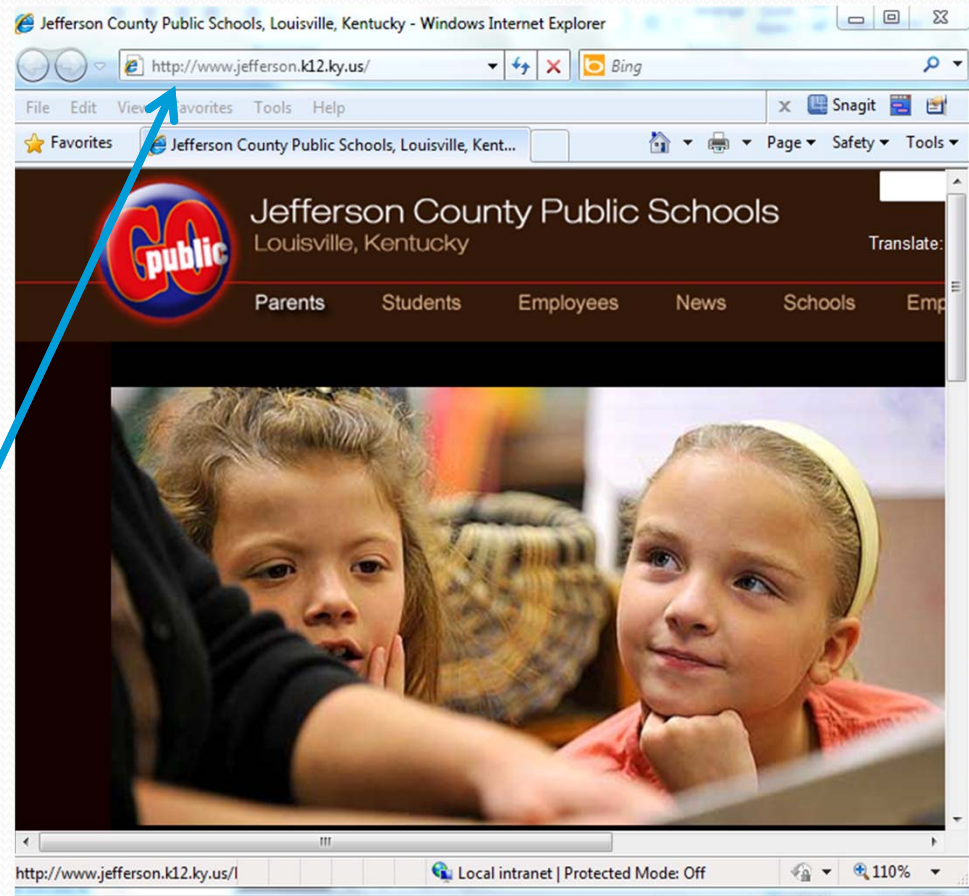 Jefferson County Public Schools, Louisville, Kentucky - Windows Internet Explorer
http://www.jefferson.k12.ky.us/ Bing
File Edit View Favorites Tools Help x Snagit
Favorites Jefferson County Public Schools, Louisville, Kent... Page Safety Tools
GO public
Jefferson County Public Schools
Louisville, Kentucky
Translate:
Parents Students Employees News Schools Emp
http://www.jefferson.k12.ky.us/ Local intranet | Protected Mode: Off 110%